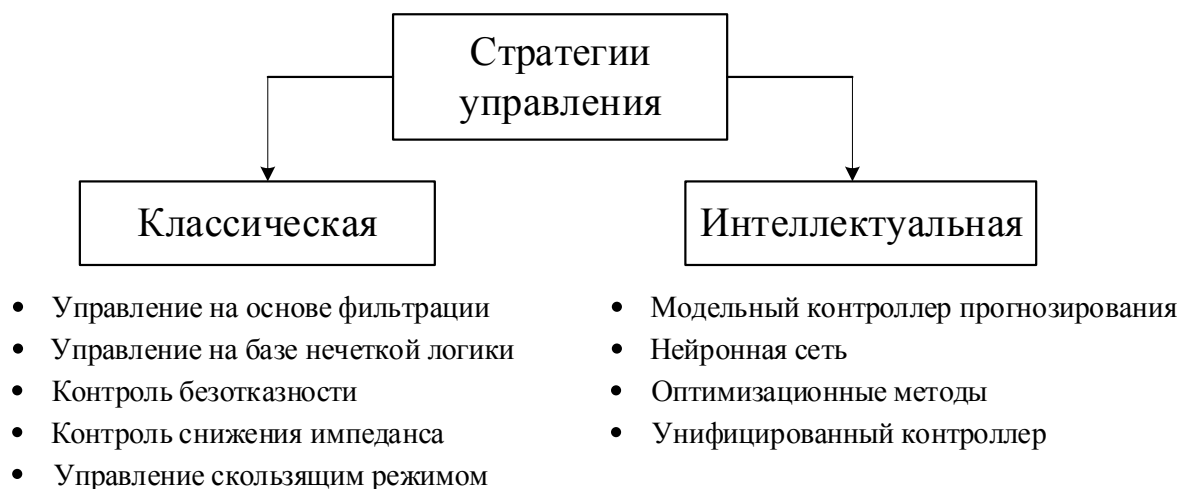 Стратегии
управления
Классическая
Интеллектуальная
• Управление на основе фильтрации
• Управление на базе нечеткой логики
• Контроль безотказности
• Контроль снижения импеданса
• Управление скользящим режимом
• Модельный контроллер прогнозирования
• Нейронная сеть
• Оптимизационные методы
• Унифицированный контроллер